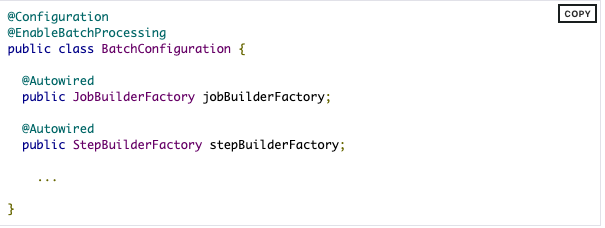 COPY
@Configuration
@EnableBatchProcessing
public class BatchConfiguration {
@Autowired
public JobBuilderFactory jobBuilderFactory;
@Autowired
public StepBuilderFactory stepBuilderFactory;
...
}